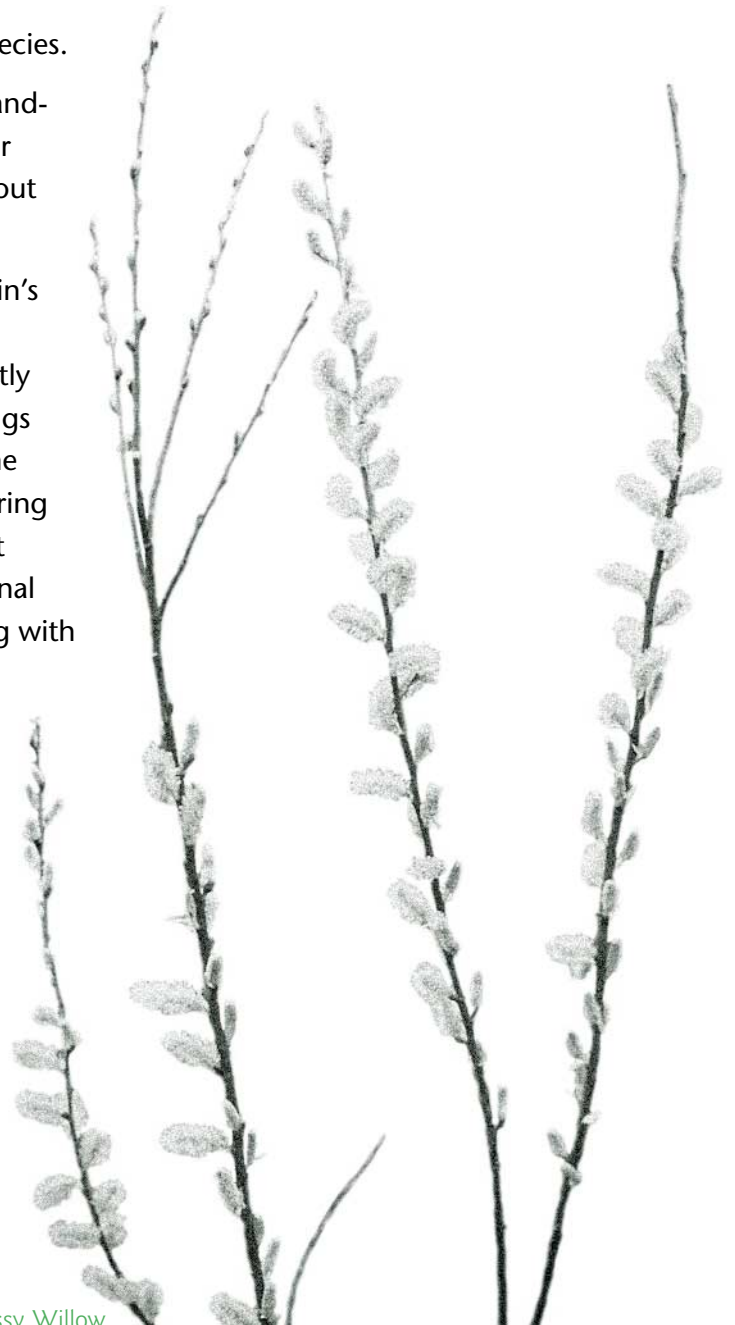 ecies.
and-
r
out
in's
tly
gs
ne
ring
t
nal
g with
ssy Willow